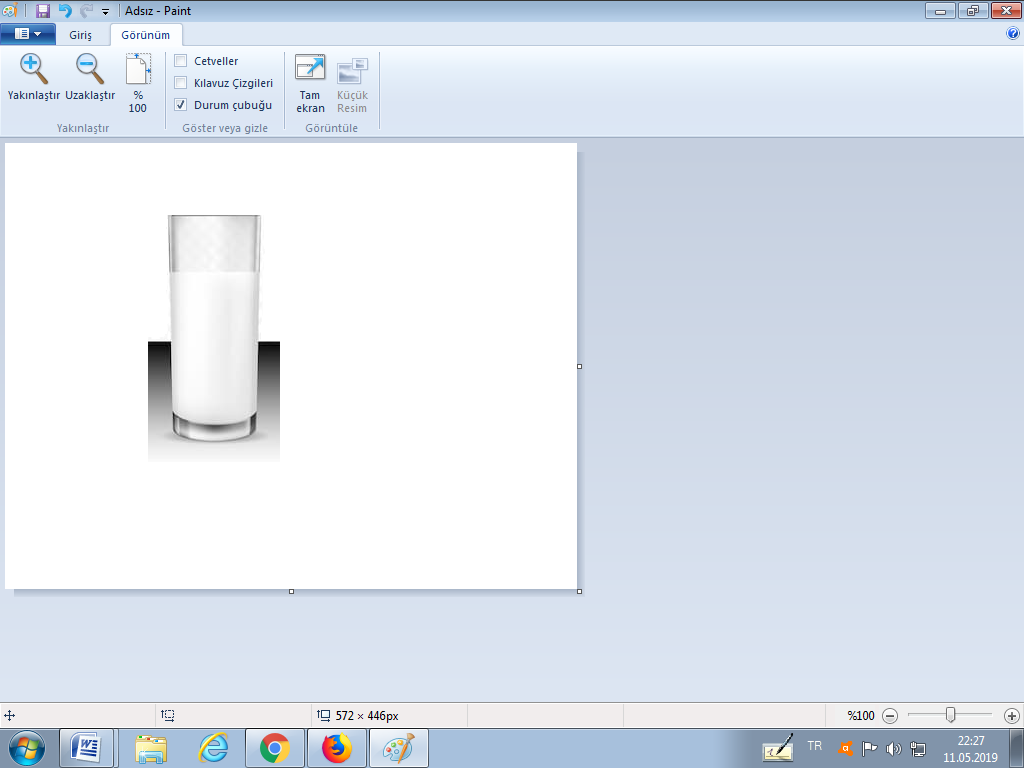 Adsız - Paint
Giriş
Görünüm
Yakınlaştır
Uzaklaştır
%
100
Yakınlaştır
Cetveller
Kılavuz Çizgileri
Durum çubuğu
Göster veya gizle
Tam
ekran
Küçük
Resim
Görüntüle
572 × 446px
%100
TR
22:27
11.05.2019